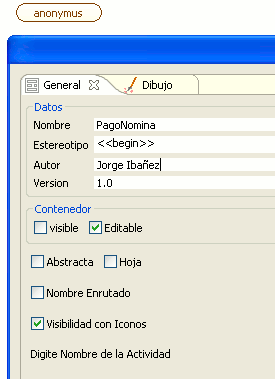 anonymus
General Dibujo
Datos
Nombre PagoNomina
Estereotipo <<begin>>
Autor Jorge Ibañez
Version 1.0
Contenedor
visible Editable
Abstracta Hoja
Nombre Enrutado
Visibilidad con Iconos
Digite Nombre de la Actividad